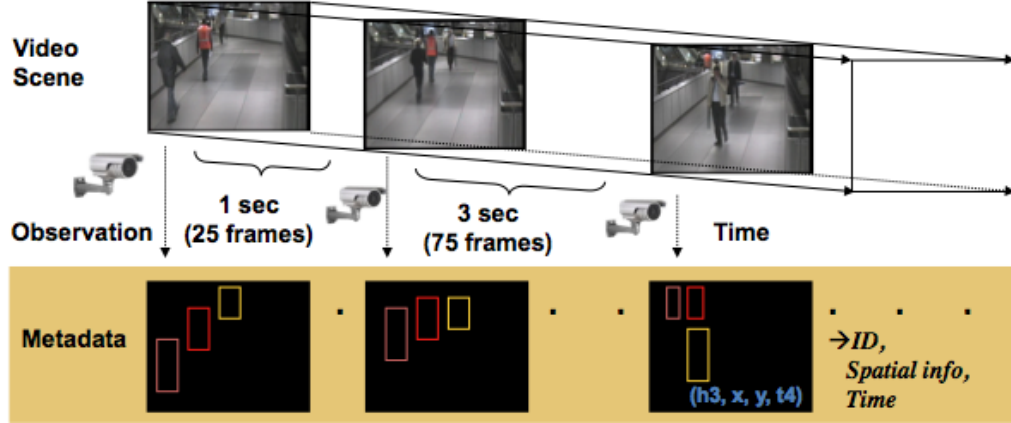 Video
Scene
1 sec
(25 frames)
3 sec
(75 frames)
Observation
Time
Metadata
(h3, x, y, t4)
→ID,
Spatial info,
Time